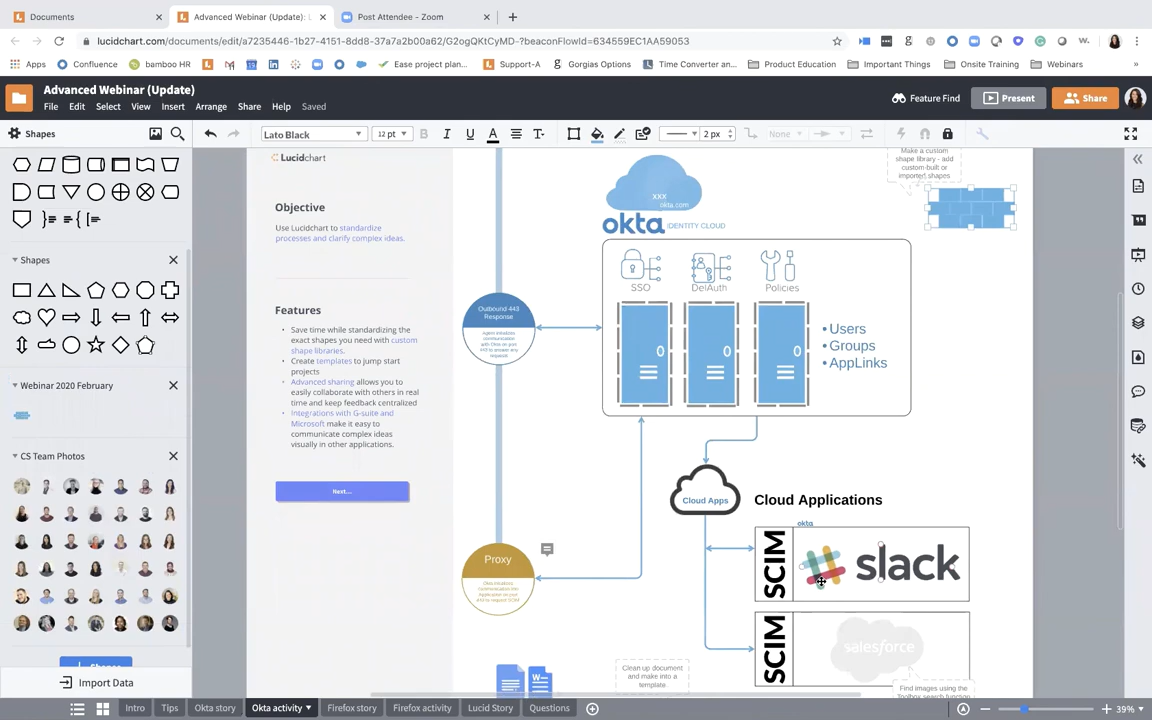 Documents
Advanced Webinar (Update): L
Post Attendee - Zoom
lucidchart.com/documents/edit/a7235446-1b27-4151-8dd8-37a7a2b00a62/G2ogQKtCyMD-?beaconFlowId=634559EC1AA59053
Apps
Confluence
bamboo HR
Ease project plan...
Support-A
Gorgias Options
Time Converter an...
Product Education
Important Things
Onsite Training
Webinars
Advanced Webinar (Update)
File Edit Select View Insert Arrange Share Help Saved
Feature Find
Present
Share
Shapes
Lato Black
12 pt
2 px
None
Lucidchart
Objective
Use Lucidchart to standardize
processes and clarify complex ideas.
Features
• Save time while standardizing the
exact shapes you need with custom
shape libraries.
• Create templates to jump start
projects
• Advanced sharing allows you to
easily collaborate with others in real
time and keep feedback centralized
• Integrations with G-suite and
Microsoft make it easy to
communicate complex ideas
visually in other applications.
Next...
Shapes
Webinar 2020 February
CS Team Photos
Shapes
Import Data
Make a custom
shape library - add
custom-built or
imported shapes
xxx
okta.com
okta IDENTITY CLOUD
SSO
DelAuth
Policies
• Users
• Groups
• AppLinks
Outbound 443
Response
Cloud Apps
Cloud Applications
okta
SCIM
slack
Proxy
SCIM
salesforce
W
Clean up document
and make into a
template
Find images using the
Toolbox search function
Intro
Tips
Okta story
Okta activity
Firefox story
Firefox activity
Lucid Story
Questions
39%